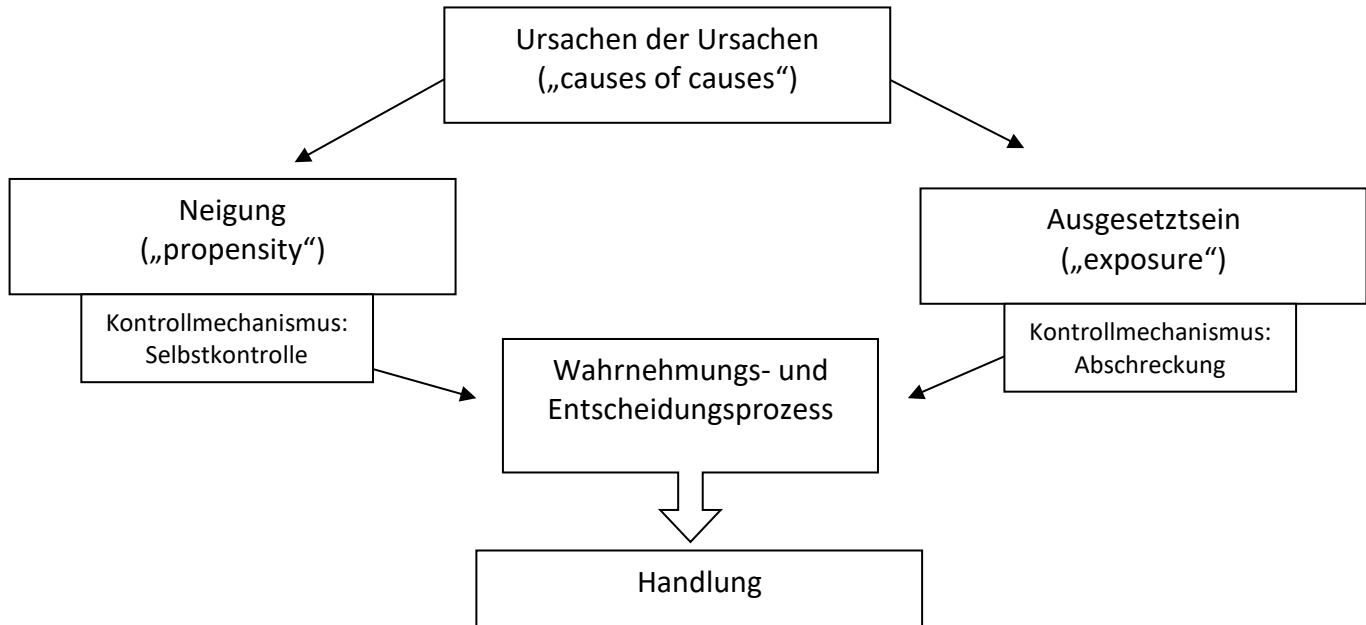 Ursachen der Ursachen
(„causes of causes“)
Neigung
(„propensity“)
Ausgesetztsein
(„exposure“)
Kontrollmechanismus:
Selbstkontrolle
Kontrollmechanismus:
Abschreckung
Wahrnehmungs- und
Entscheidungsprozess
Handlung